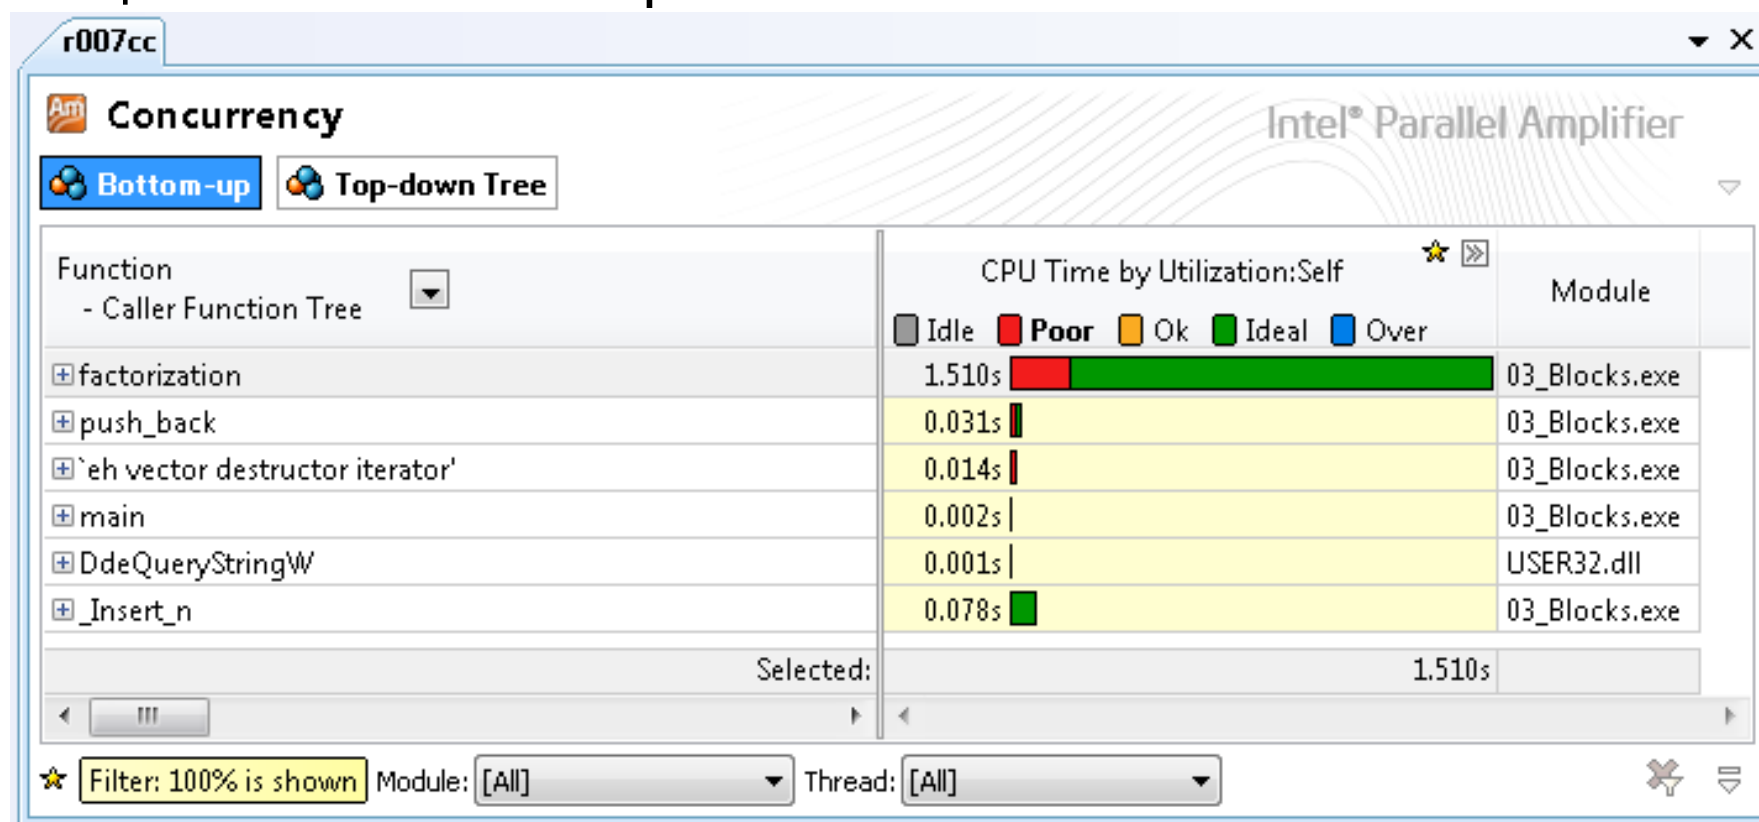 r007cc
Am Concurrency
Intel® Parallel Amplifier
Bottom-up Top-down Tree
Function
- Caller Function Tree
CPU Time by Utilization:Self
Idle Poor Ok Ideal Over
Module
factorization 1.510s 03_Blocks.exe
push_back 0.031s 03_Blocks.exe
`eh vector destructor iterator' 0.014s 03_Blocks.exe
main 0.002s 03_Blocks.exe
DdeQueryStringW 0.001s USER32.dll
_Insert_n 0.078s 03_Blocks.exe
Selected: 1.510s
Filter: 100% is shown Module: [All] Thread: [All]